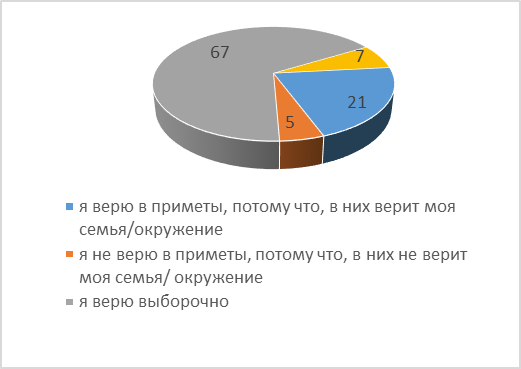 67
7
21
5
я верю в приметы, потому что, в них верит моя
семья/окружение
я не верю в приметы, потому что, в них не верит
моя семья/ окружение
я верю выборочно